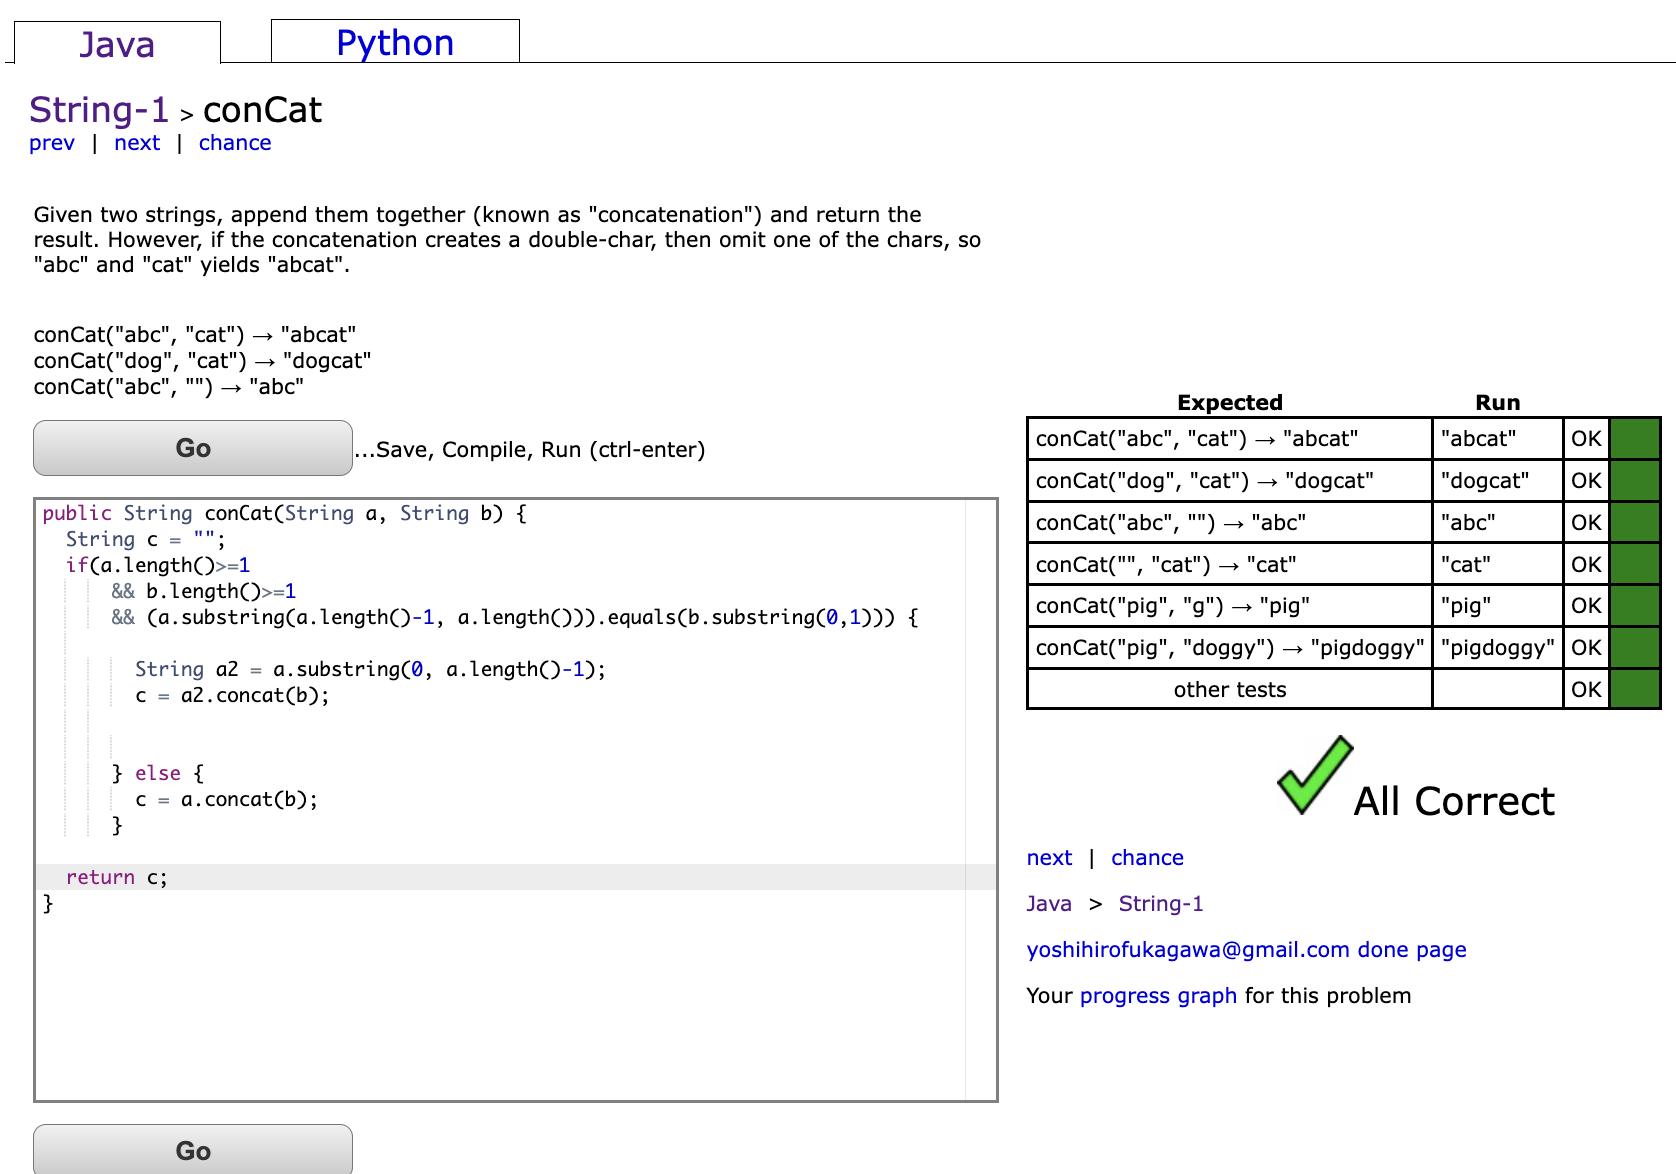 Java
Python
String-1 > conCat
prev | next | chance
Given two strings, append them together (known as "concatenation") and return the
result. However, if the concatenation creates a double-char, then omit one of the chars, so
"abc" and "cat" yields "abcat".
conCat("abc", "cat") → "abcat"
conCat("dog", "cat") → "dogcat"
conCat("abc", "") → "abc"
Go
...Save, Compile, Run (ctrl-enter)
public String conCat(String a, String b) {
  String c = "";
  if(a.length()>=1
      && b.length()>=1
      && (a.substring(a.length()-1, a.length())).equals(b.substring(0,1))) {
        String a2 = a.substring(0, a.length()-1);
        c = a2.concat(b);
      } else {
        c = a.concat(b);
      }
  return c;
}
Go
Expected Run
conCat("abc", "cat") → "abcat" "abcat" OK
conCat("dog", "cat") → "dogcat" "dogcat" OK
conCat("abc", "") → "abc" "abc" OK
conCat("", "cat") → "cat" "cat" OK
conCat("pig", "g") → "pig" "pig" OK
conCat("pig", "doggy") → "pigdoggy" "pigdoggy" OK
other tests OK
All Correct
next | chance
Java > String-1
yoshihirofukagawa@gmail.com done page
Your progress graph for this problem